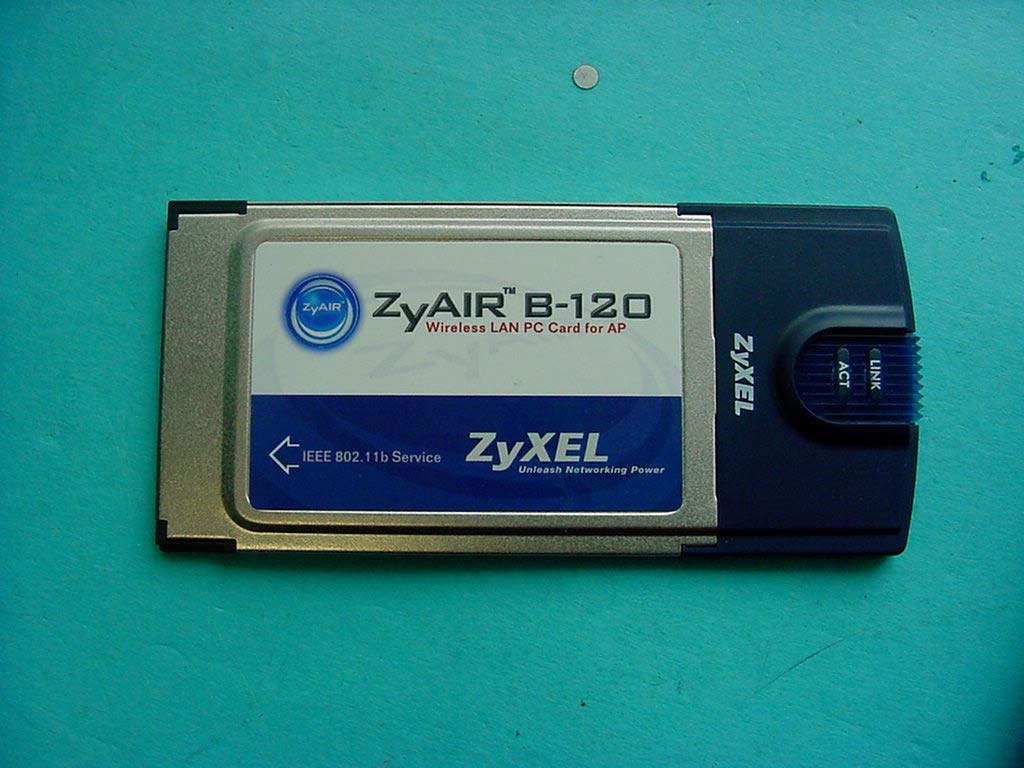 ZyAIR
ZyAIR™ B-120
Wireless LAN PC Card for AP
ZyAIR
IEEE 802.11b Service
ZyXEL
Unleash Networking Power
ZyXEL
LINK
ACT